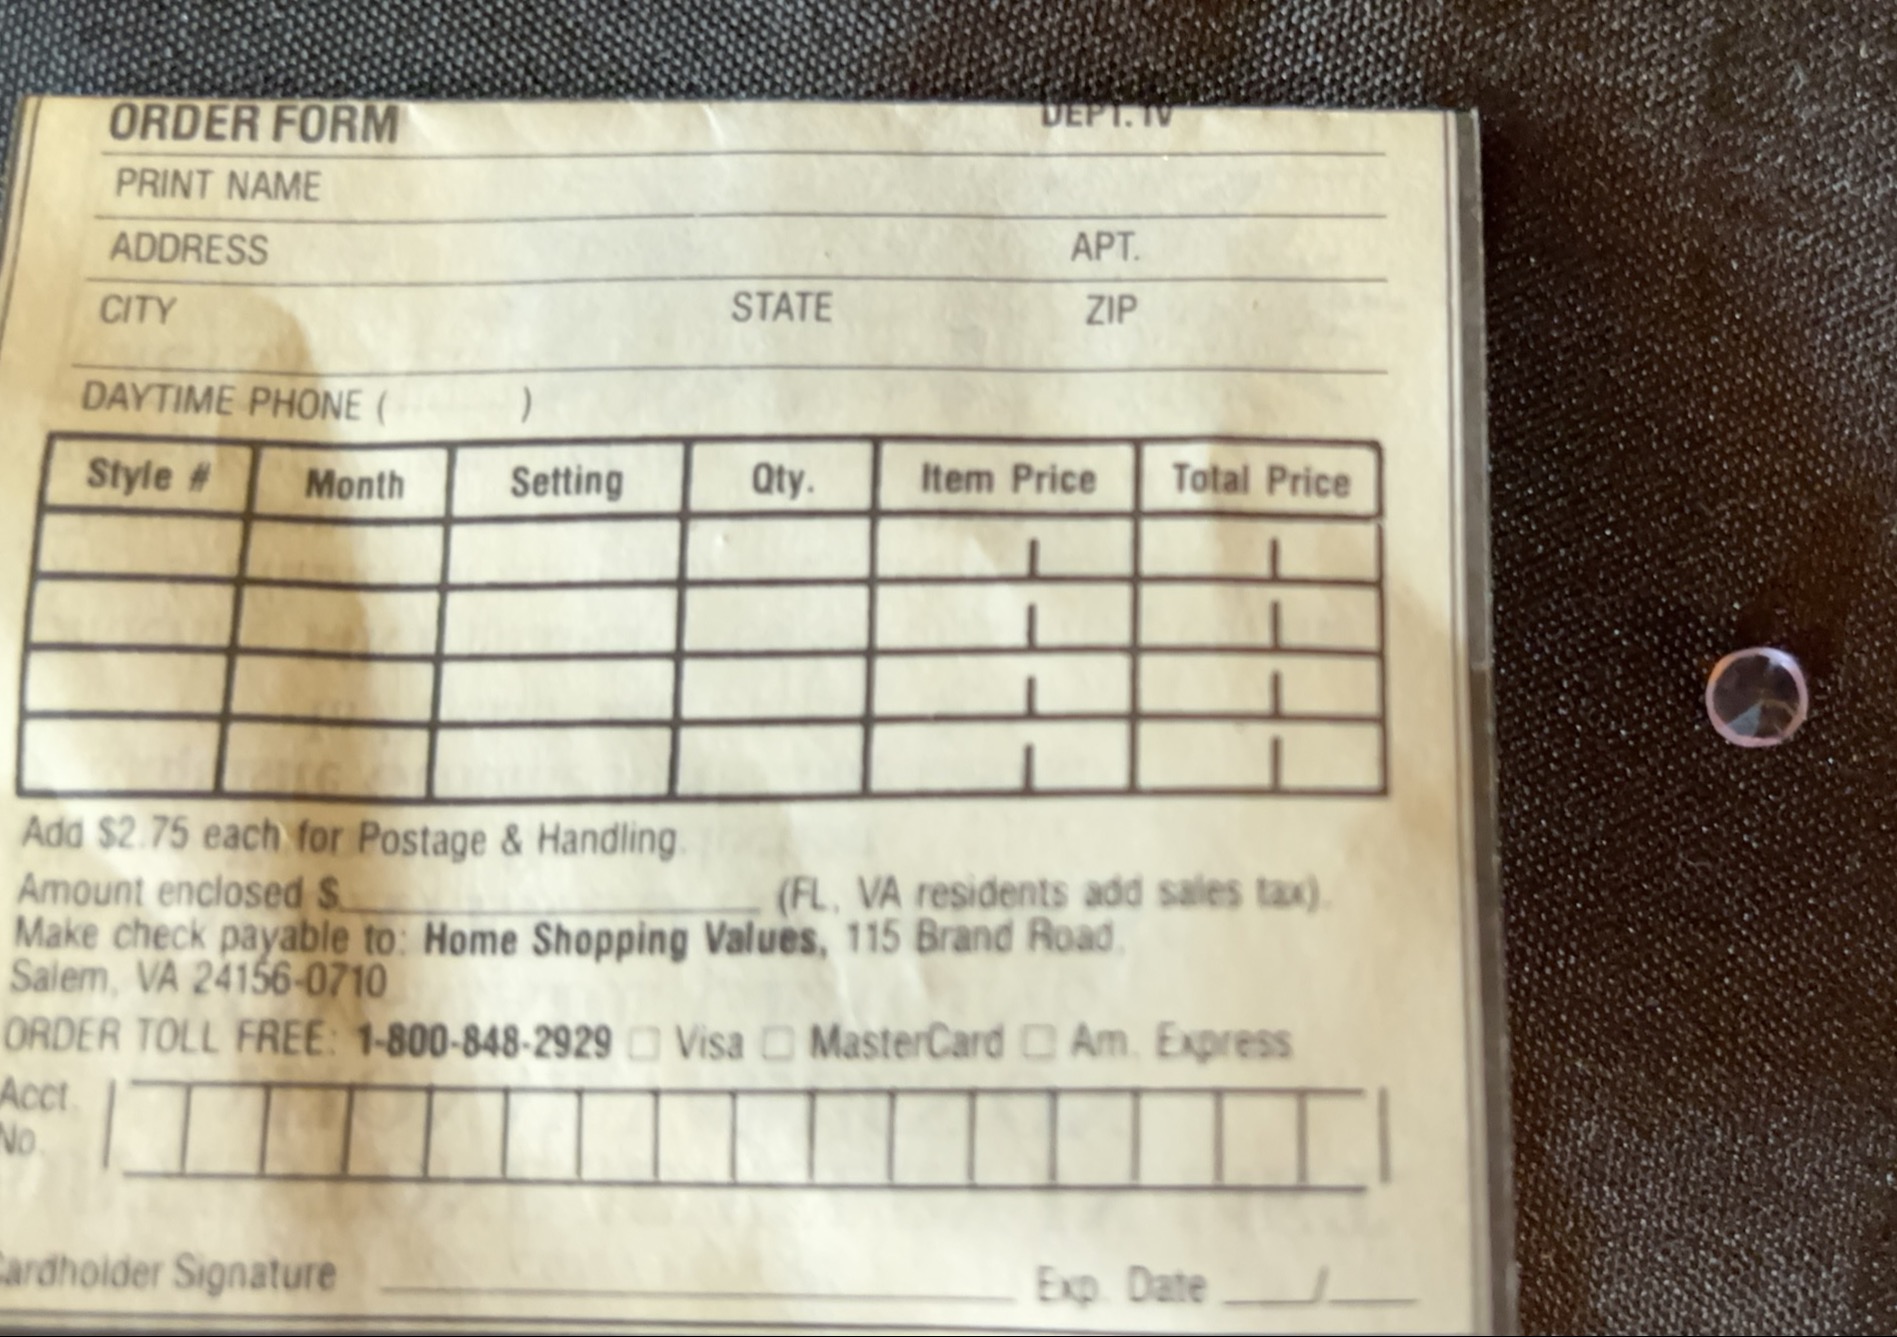 ORDER FORM DEPT. TV
PRINT NAME
ADDRESS APT.
CITY STATE ZIP
DAYTIME PHONE ( )
Style # Month Setting Qty. Item Price Total Price
Add $2.75 each for Postage & Handling.
Amount enclosed $ (FL, VA residents add sales tax).
Make check payable to: Home Shopping Values, 115 Brand Road,
Salem, VA 24156-0710
ORDER TOLL FREE: 1-800-848-2929 □ Visa □ MasterCard □ Am. Express
Acct.
No.
ardholder Signature Exp. Date /